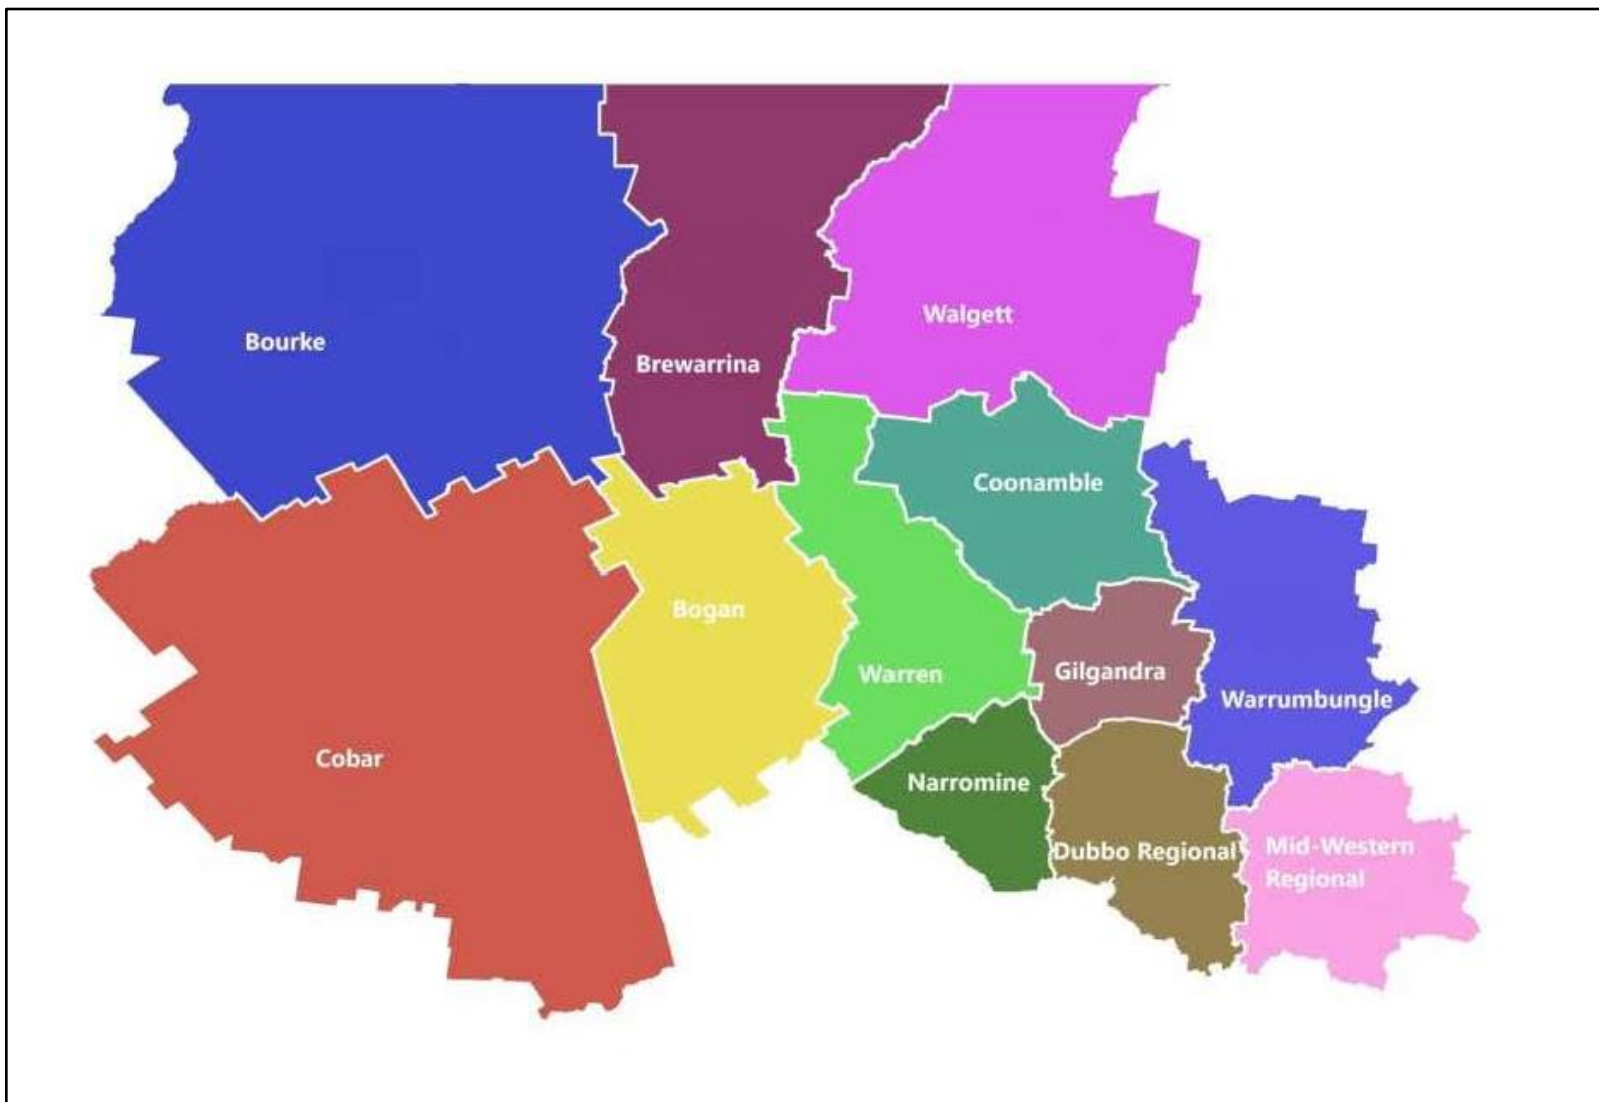 Walgett
Bourke
Brewarrina
Coonamble
Bogan
Warren
Gilgandra
Warrumbungle
Cobar
Narromine
Dubbo Regional
Mid-Western
Regional